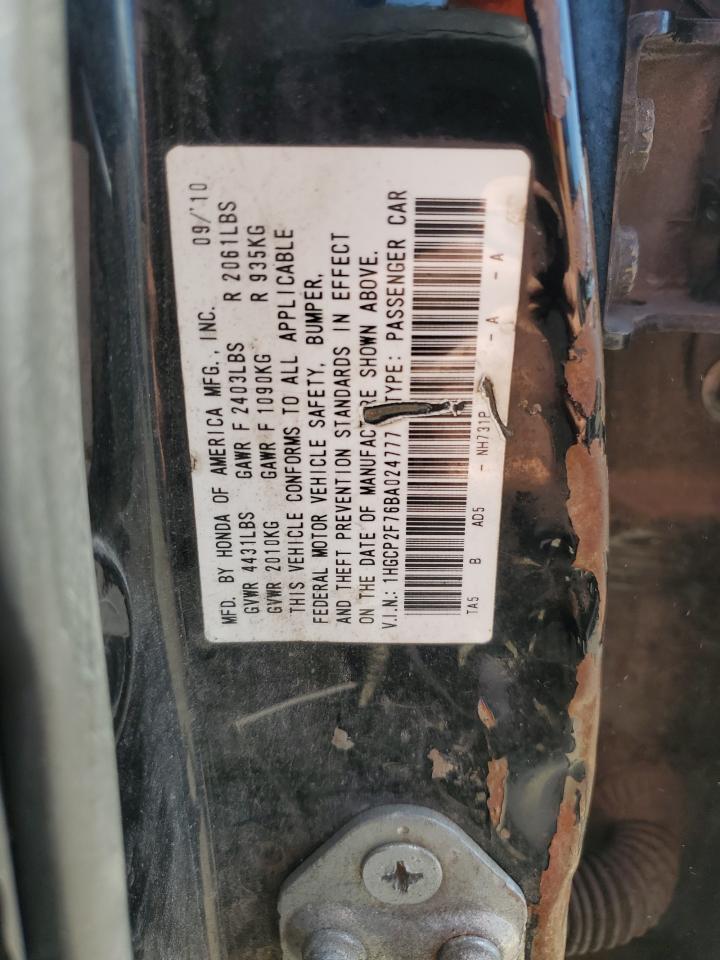 MFD. BY HONDA OF AMERICA MFG., INC. 09/'10
GVWR 4431LBS GAWR F 2403LBS R 2061LBS
GVWR 2010KG GAWR F 1090KG R 935KG
THIS VEHICLE CONFORMS TO ALL APPLICABLE
FEDERAL MOTOR VEHICLE SAFETY, BUMPER,
AND THEFT PREVENTION STANDARDS IN EFFECT
ON THE DATE OF MANUFACTURE SHOWN ABOVE.
V.I.N.: 1HGCP2F76BA024777 TYPE: PASSENGER CAR
TA5 B AD5 - NH731P - A - A